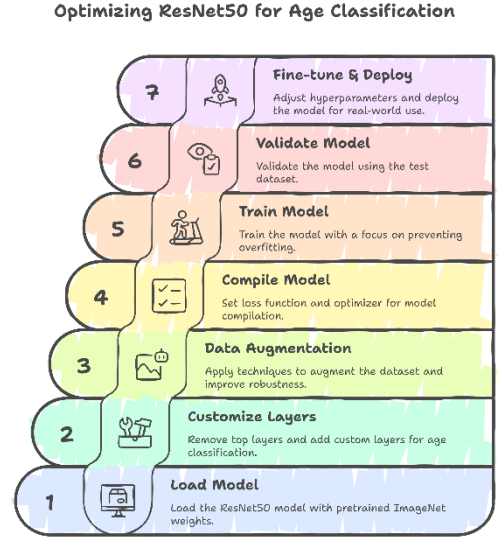 Optimizing ResNet50 for Age Classification
7
Fine-tune & Deploy
Adjust hyperparameters and deploy
the model for real-world use.
6
Validate Model
Validate the model using the test
dataset.
5
Train Model
Train the model with a focus on preventing
overfitting.
4
Compile Model
Set loss function and optimizer for model
compilation.
3
Data Augmentation
Apply techniques to augment the dataset and
improve robustness.
2
Customize Layers
Remove top layers and add custom layers for age
classification.
1
Load Model
Load the ResNet50 model with pretrained ImageNet
weights.